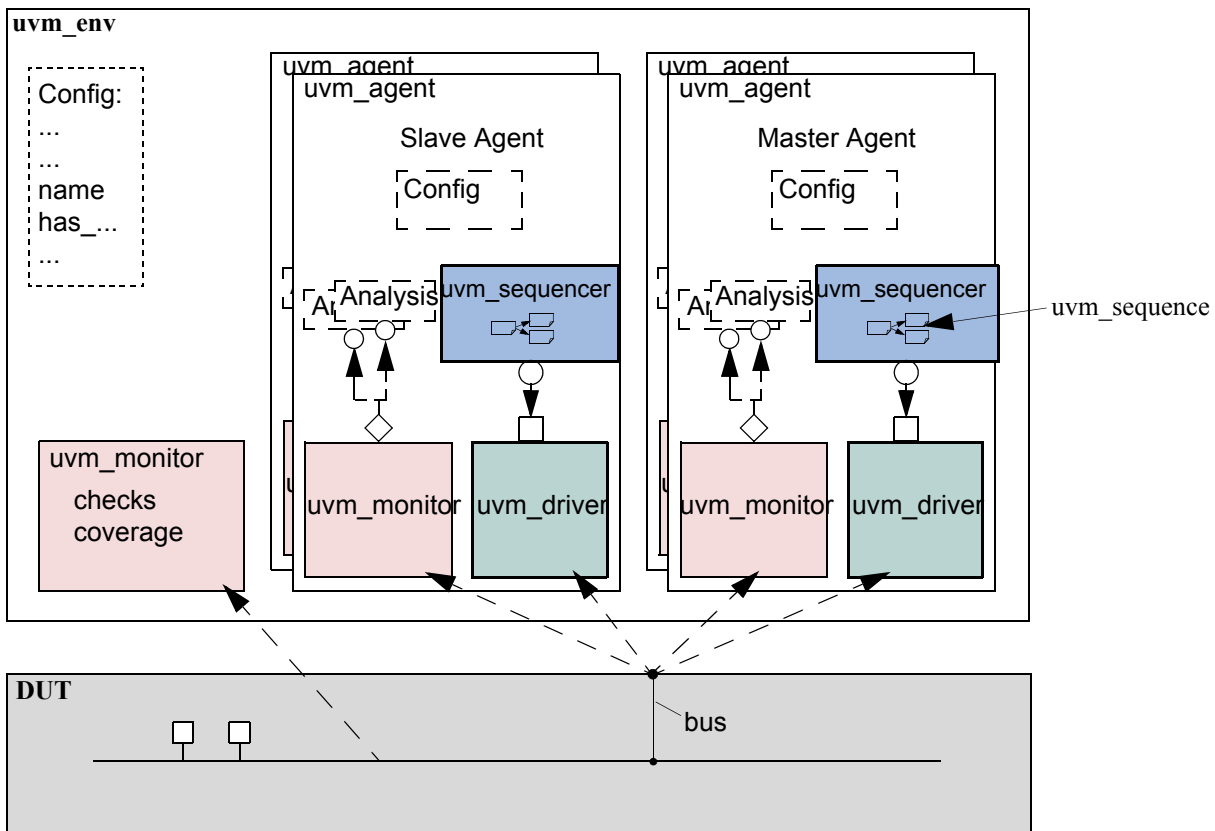 uvm_env
Config:
...
...
name
has_...
...
uvm_agent
uvm_agent
Slave Agent
Config
Analysis
uvm_sequencer
uvm_monitor
uvm_driver
uvm_agent
uvm_agent
Master Agent
Config
Analysis
uvm_sequencer
uvm_monitor
uvm_driver
uvm_sequence
uvm_monitor
checks
coverage
DUT
bus